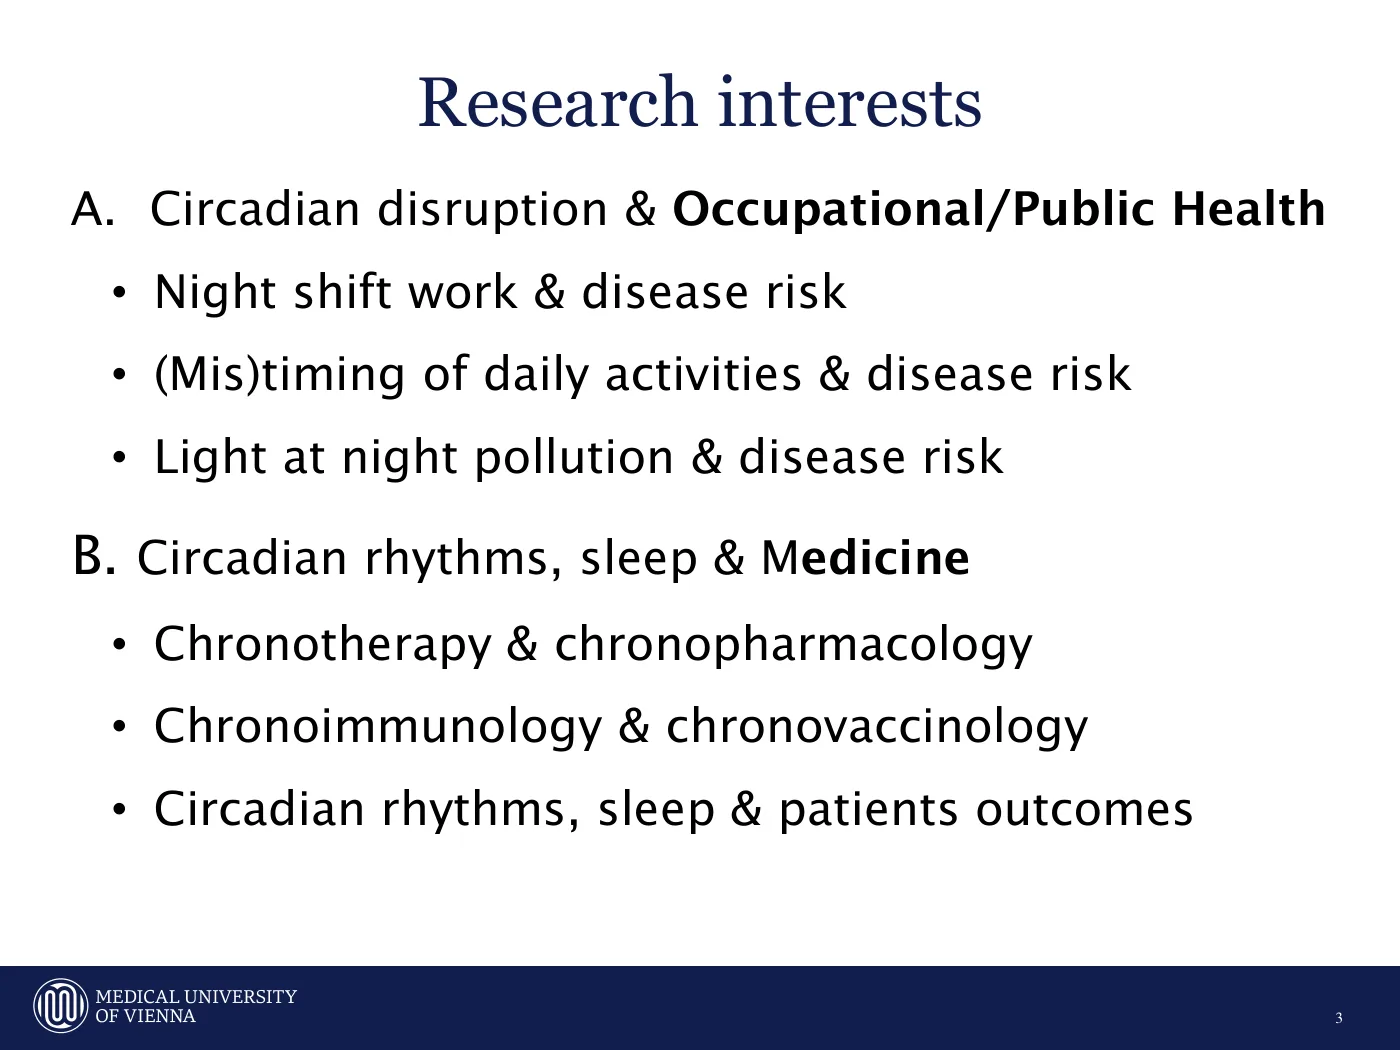 Research interests
A. Circadian disruption & Occupational/Public Health
• Night shift work & disease risk
• (Mis)timing of daily activities & disease risk
• Light at night pollution & disease risk
B. Circadian rhythms, sleep & Medicine
• Chronotherapy & chronopharmacology
• Chronoimmunology & chronovaccinology
• Circadian rhythms, sleep & patients outcomes
MEDICAL UNIVERSITY
OF VIENNA
3